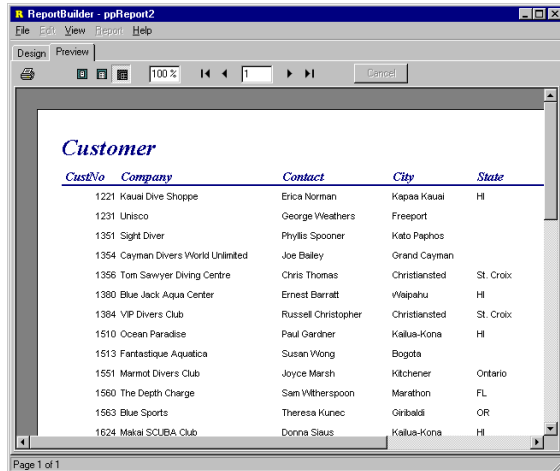 ReportBuilder - ppReport2
File Edit View Report Help
Design Preview
100 % 1 Cancel
Customer
CustNo Company Contact City State
1221 Kauai Dive Shoppe Erica Norman Kapaa Kauai HI
1231 Unisco George Weathers Freeport
1351 Sight Diver Phyllis Spooner Kato Paphos
1354 Cayman Divers World Unlimited Joe Bailey Grand Cayman
1356 Tom Sawyer Diving Centre Chris Thomas Christiansted St. Croix
1380 Blue Jack Aqua Center Ernest Barratt Waipahu HI
1384 VIP Divers Club Russell Christopher Christiansted St. Croix
1510 Ocean Paradise Paul Gardner Kailua-Kona HI
1513 Fantastique Aquatica Susan Wong Bogota
1551 Marmot Divers Club Joyce Marsh Kitchener Ontario
1560 The Depth Charge Sam Witherspoon Marathon FL
1563 Blue Sports Theresa Kunec Giribaldi OR
1624 Makai SCUBA Club Donna Siaus Kailua-Kona HI
Page 1 of 1